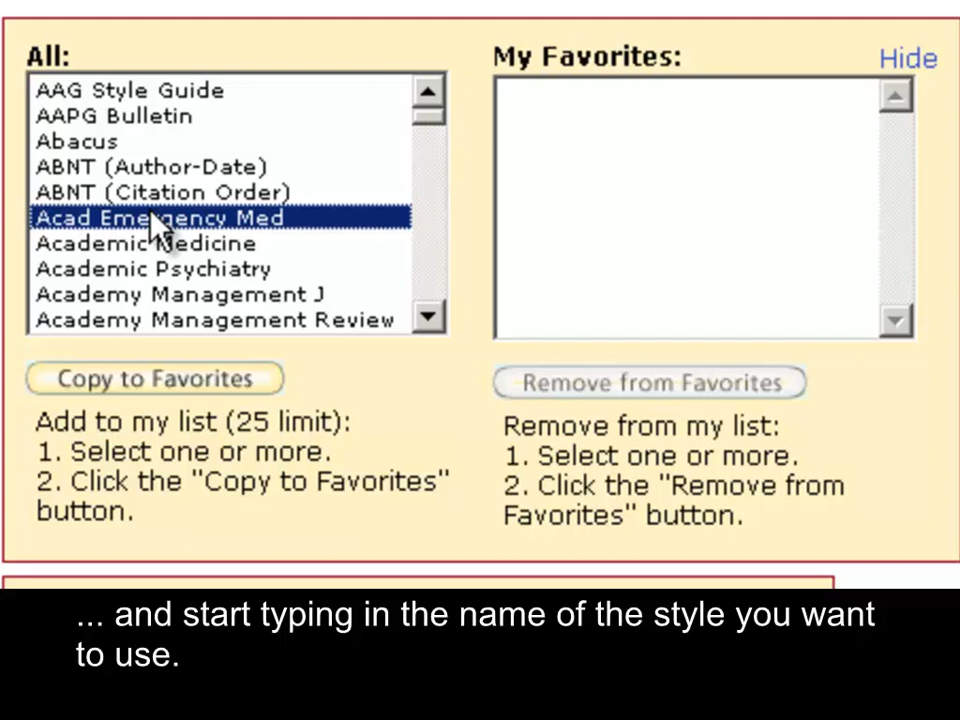 All:
AAG Style Guide
AAPG Bulletin
Abacus
ABNT (Author-Date)
ABNT (Citation Order)
Acad Emergency Med
Academic Medicine
Academic Psychiatry
Academy Management J
Academy Management Review
Copy to Favorites
Add to my list (25 limit):
1. Select one or more.
2. Click the "Copy to Favorites"
button.
My Favorites:
Hide
Remove from Favorites
Remove from my list:
1. Select one or more.
2. Click the "Remove from
Favorites" button.
... and start typing in the name of the style you want
to use.